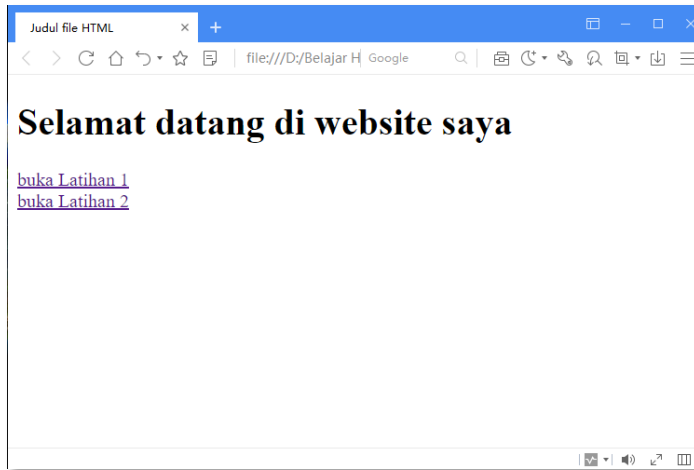 Judul file HTML
file:///D:/Belajar H Google
Selamat datang di website saya
buka Latihan 1
buka Latihan 2